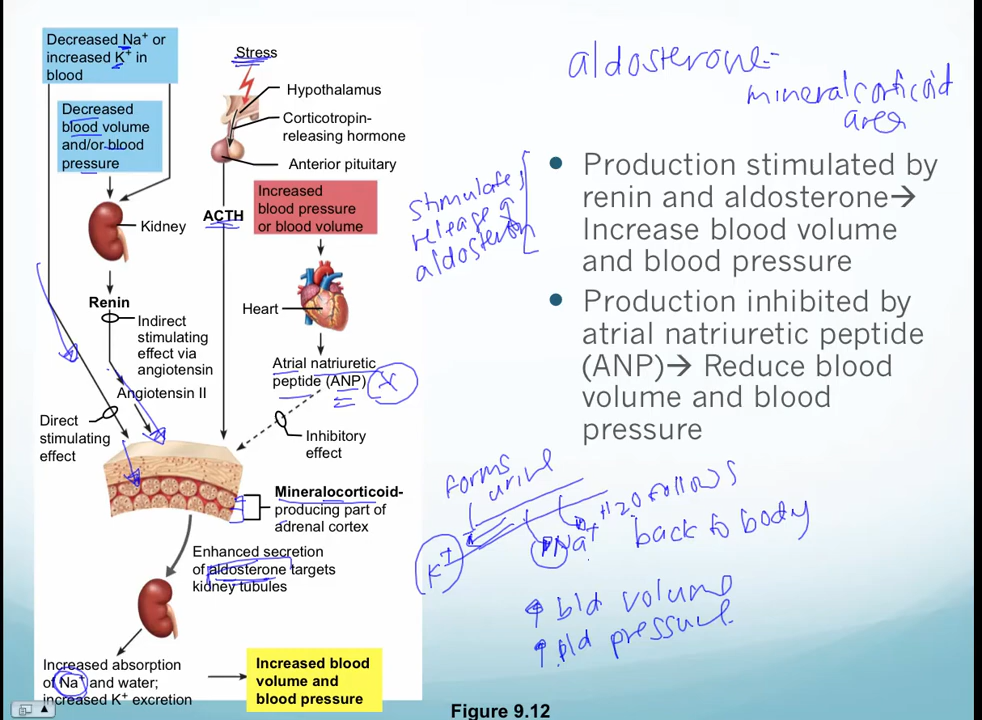 Decreased Na⁺ or
increased K⁺ in
blood
Decreased
blood volume
and/or blood
pressure
Kidney
Renin
Indirect
stimulating
effect via
angiotensin
Angiotensin II
Direct
stimulating
effect
Stress
Hypothalamus
Corticotropin-
releasing hormone
Anterior pituitary
ACTH
Increased
blood pressure
or blood volume
Heart
Atrial natriuretic
peptide (ANP)
Inhibitory
effect
Mineralocorticoid-
producing part of
adrenal cortex
Enhanced secretion
of aldosterone targets
kidney tubules
Increased absorption
of Na⁺ and water;
increased K⁺ excretion
Increased blood
volume and
blood pressure
Figure 9.12
aldosterone-
mineralcorticoid
area
stimulates
release of
aldosteron
• Production stimulated by
renin and aldosterone→
Increase blood volume
and blood pressure
• Production inhibited by
atrial natriuretic peptide
(ANP)→ Reduce blood
volume and blood
pressure
forms
urine
K⁺
Na⁺
H2O follows
back to body
↑ bld volume
↑ bld pressure